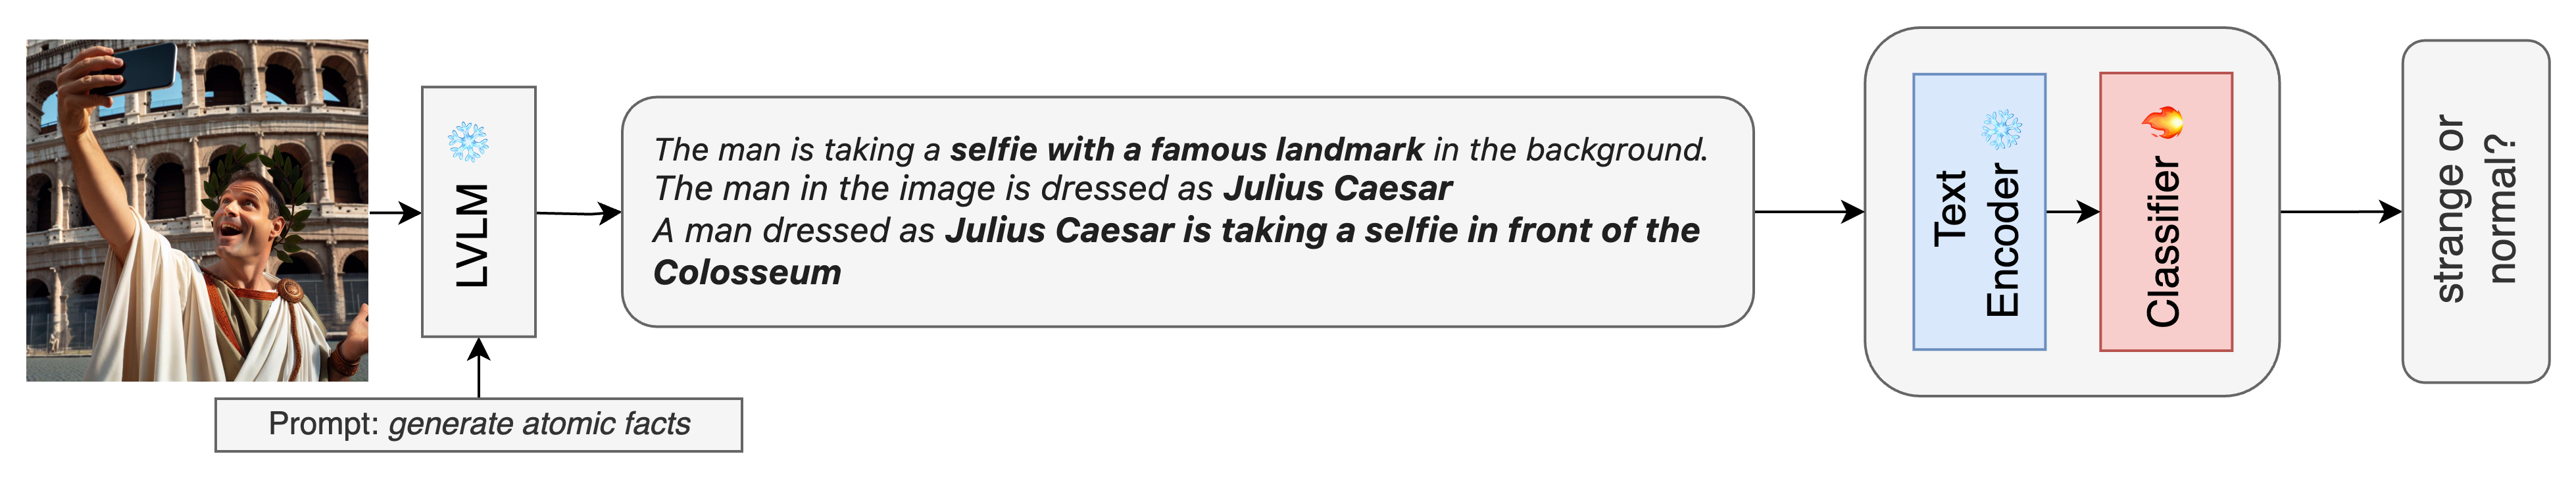 LVLM
Prompt: generate atomic facts
The man is taking a selfie with a famous landmark in the background.
The man in the image is dressed as Julius Caesar
A man dressed as Julius Caesar is taking a selfie in front of the
Colosseum
Text
Encoder
Classifier
strange or
normal?